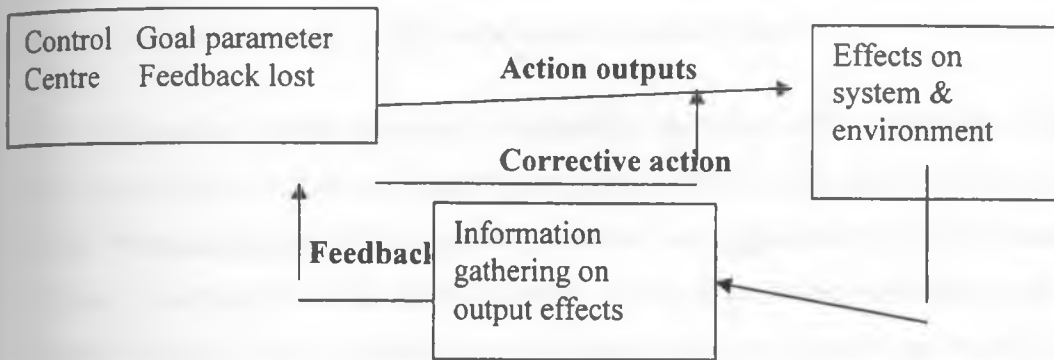 Control Goal parameter
Centre Feedback lost
Action outputs
Effects on
system &
environment
Corrective action
Feedback
Information
gathering on
output effects